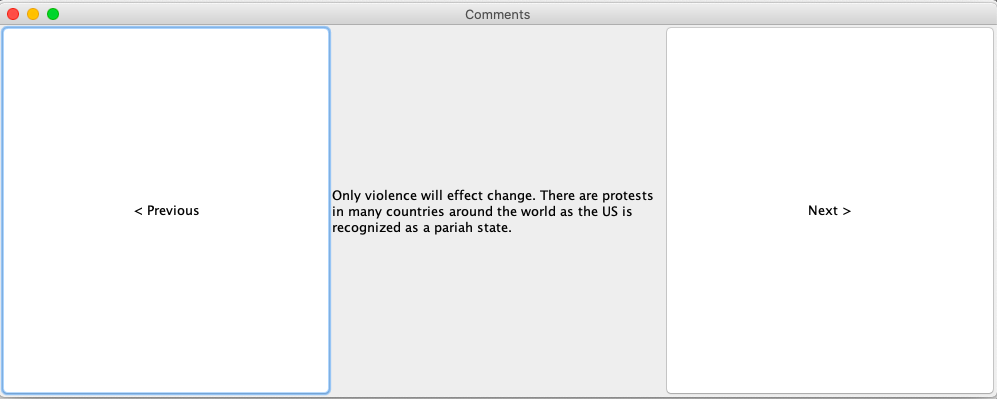 Comments
< Previous
Only violence will effect change. There are protests
in many countries around the world as the US is
recognized as a pariah state.
Next >